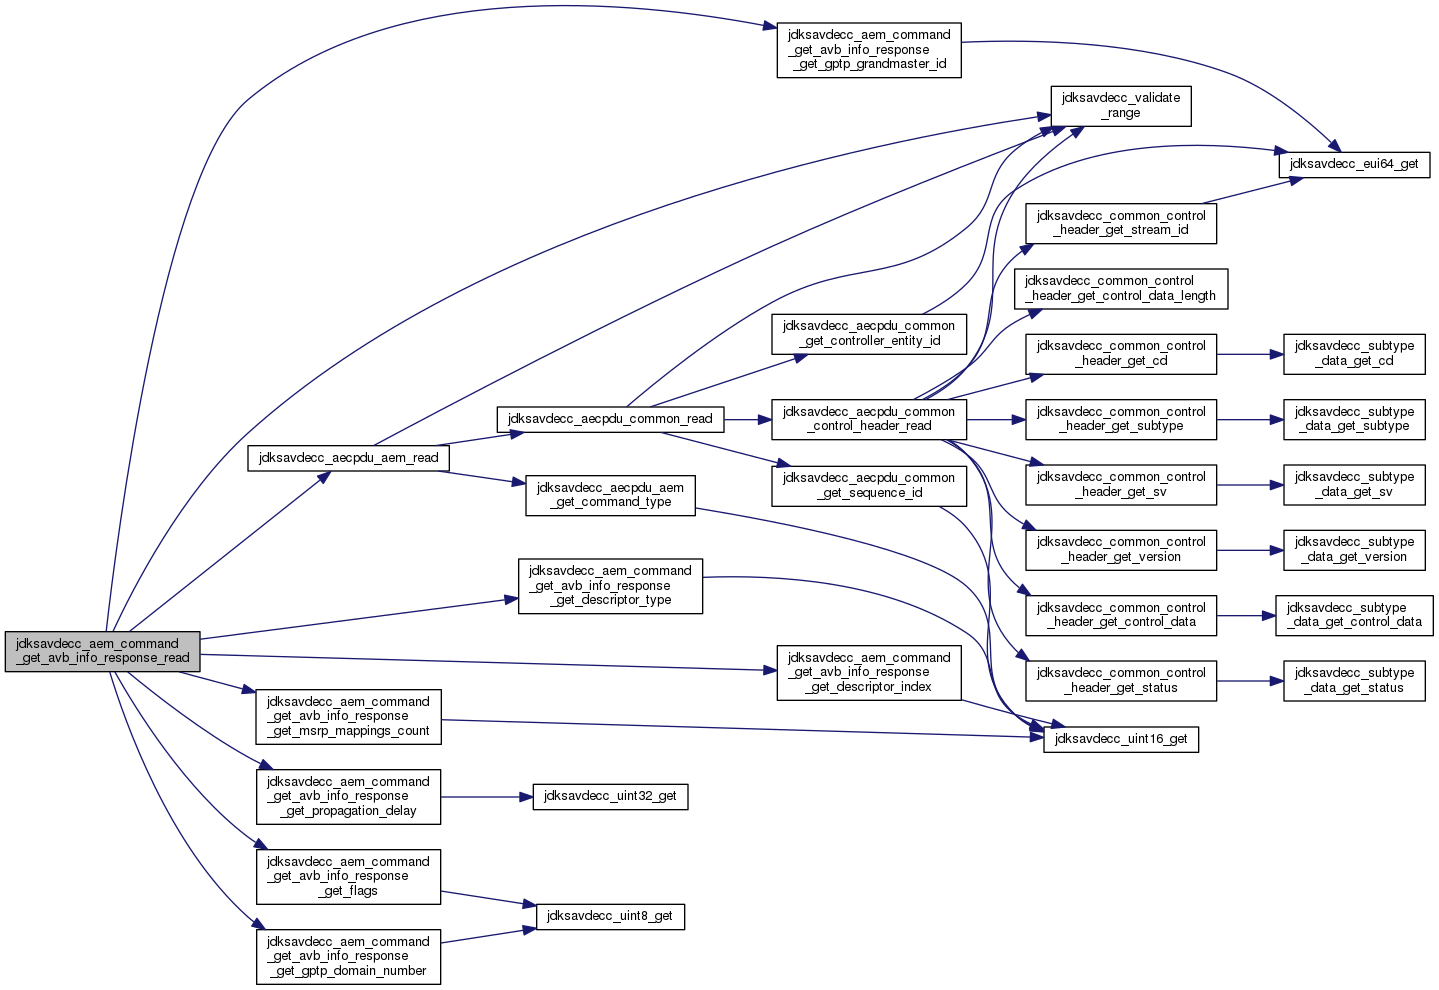 jdksavdecc_aem_command
_get_avb_info_response
_get_gptp_grandmaster_id
jdksavdecc_validate
_range
jdksavdecc_eui64_get
jdksavdecc_common_control
_header_get_stream_id
jdksavdecc_common_control
_header_get_control_data_length
jdksavdecc_aecpdu_common
_get_controller_entity_id
jdksavdecc_common_control
_header_get_cd
jdksavdecc_subtype
_data_get_cd
jdksavdecc_aecpdu_common_read
jdksavdecc_aecpdu_common
_control_header_read
jdksavdecc_common_control
_header_get_subtype
jdksavdecc_subtype
_data_get_subtype
jdksavdecc_aecpdu_aem_read
jdksavdecc_aecpdu_aem
_get_command_type
jdksavdecc_aecpdu_common
_get_sequence_id
jdksavdecc_common_control
_header_get_sv
jdksavdecc_subtype
_data_get_sv
jdksavdecc_common_control
_header_get_version
jdksavdecc_subtype
_data_get_version
jdksavdecc_aem_command
_get_avb_info_response
_get_descriptor_type
jdksavdecc_common_control
_header_get_control_data
jdksavdecc_subtype
_data_get_control_data
jdksavdecc_aem_command
_get_avb_info_response_read
jdksavdecc_aem_command
_get_avb_info_response
_get_descriptor_index
jdksavdecc_common_control
_header_get_status
jdksavdecc_subtype
_data_get_status
jdksavdecc_aem_command
_get_avb_info_response
_get_msrp_mappings_count
jdksavdecc_uint16_get
jdksavdecc_aem_command
_get_avb_info_response
_get_propagation_delay
jdksavdecc_uint32_get
jdksavdecc_aem_command
_get_avb_info_response
_get_flags
jdksavdecc_uint8_get
jdksavdecc_aem_command
_get_avb_info_response
_get_gptp_domain_number